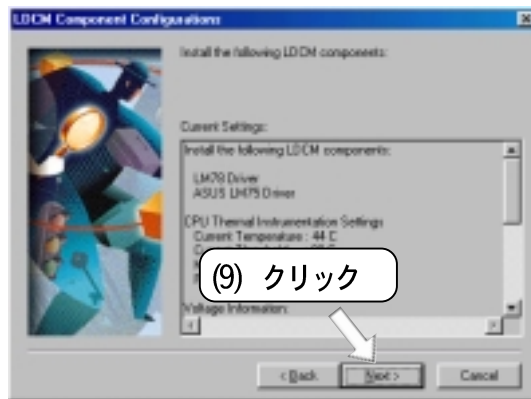 LDCM Component Configurations
Install the following LDCM components:
Current Settings:
Install the following LDCM components:
LM78 Driver
ASUS LM75 Driver
CPU Thermal Instrumentation Settings
Current Temperature : 44 C
(9) クリック
Voltage Information:
< Back
Next >
Cancel